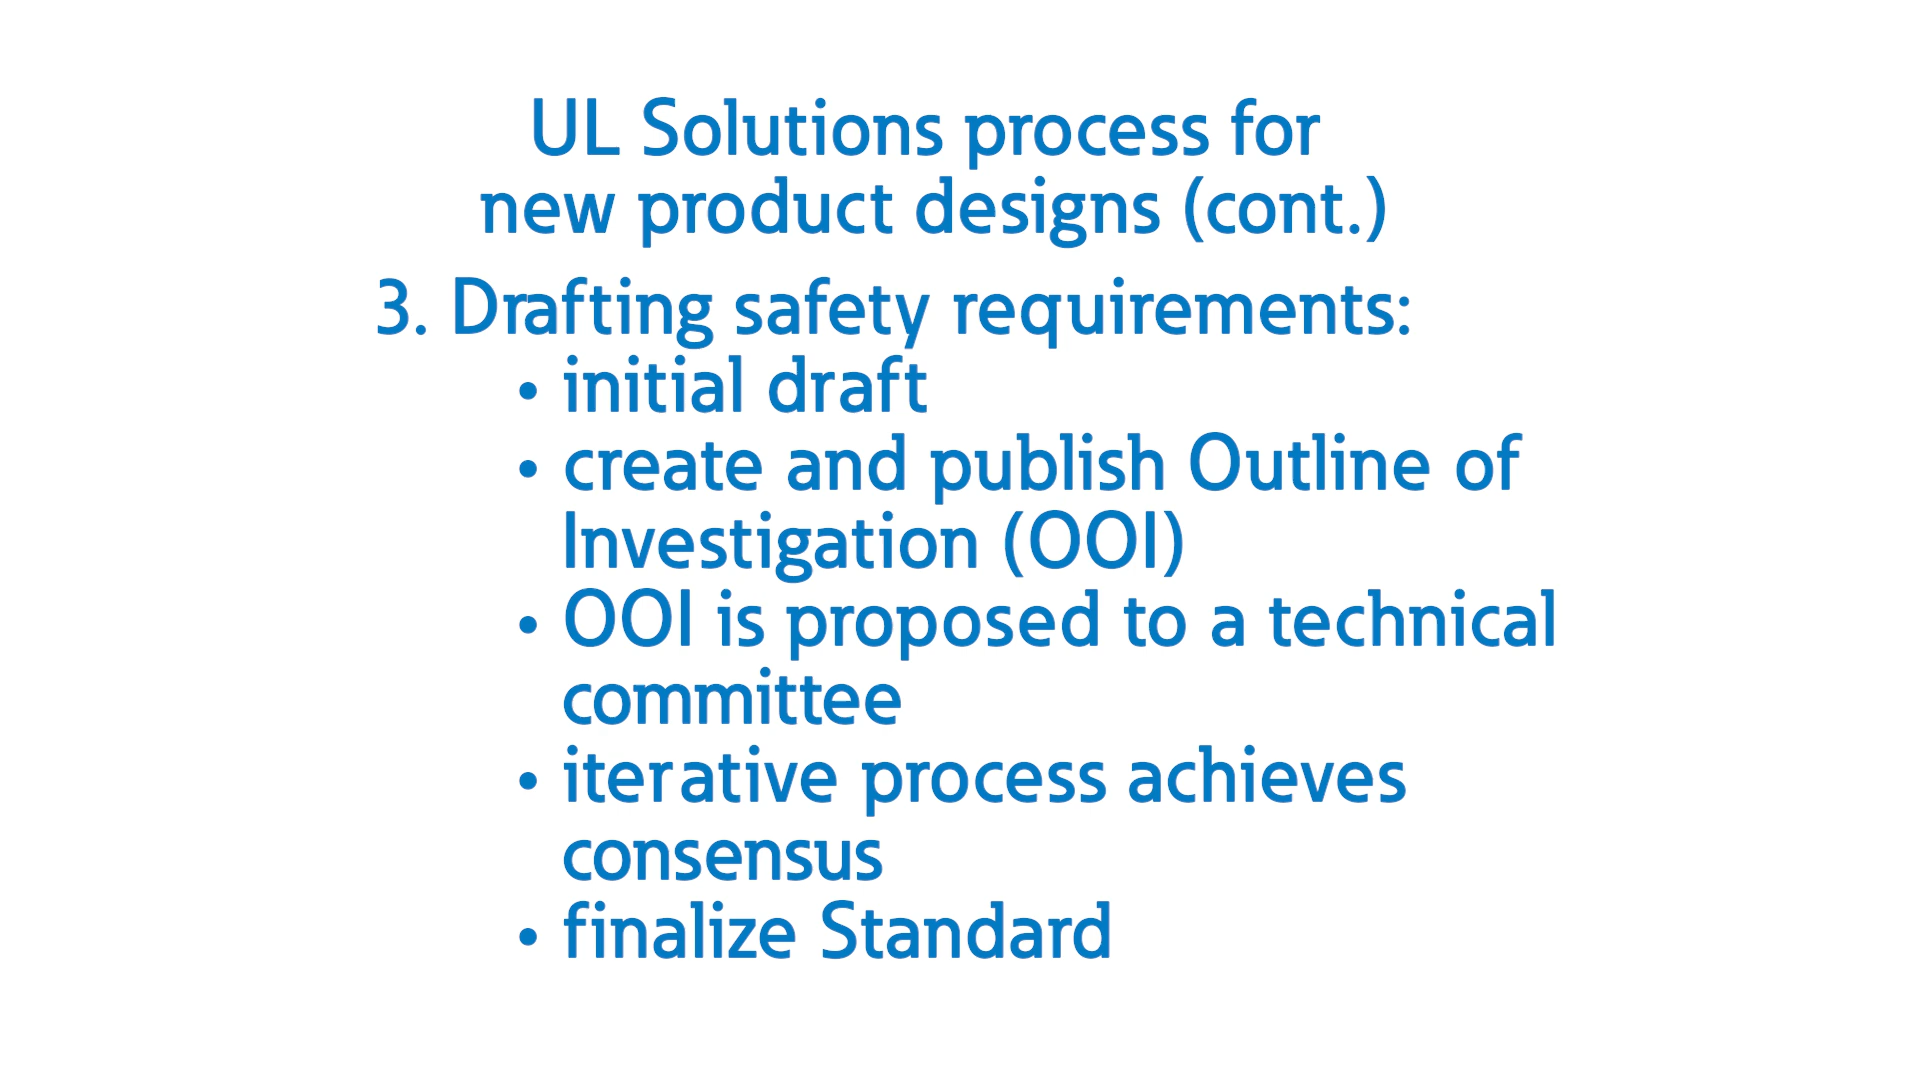 UL Solutions process for
new product designs (cont.)
3. Drafting safety requirements:
• initial draft
• create and publish Outline of
Investigation (OOI)
• OOI is proposed to a technical
committee
• iterative process achieves
consensus
• finalize Standard